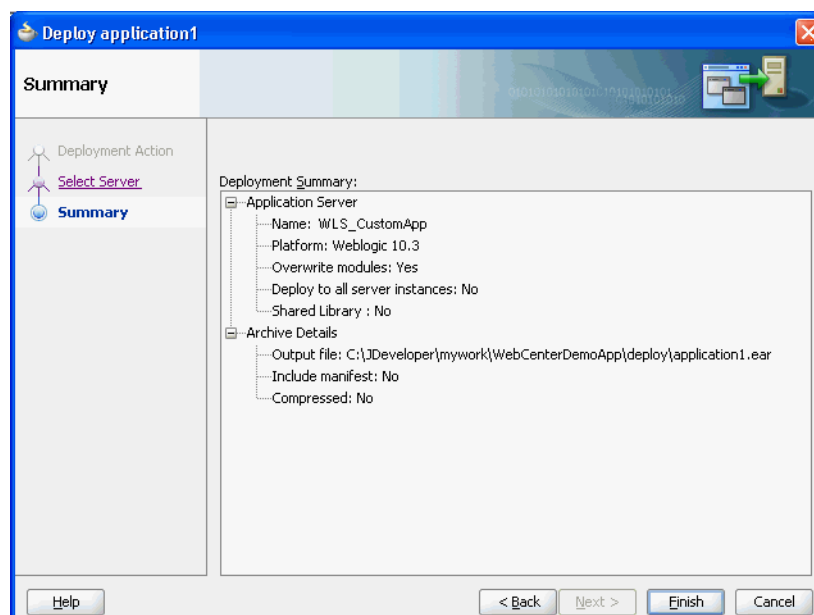 Deploy application1
Summary
Deployment Action
Select Server
Summary
Deployment Summary:
Application Server
Name: WLS_CustomApp
Platform: Weblogic 10.3
Overwrite modules: Yes
Deploy to all server instances: No
Shared Library : No
Archive Details
Output file: C:\JDeveloper\mywork\WebCenterDemoApp\deploy\application1.ear
Include manifest: No
Compressed: No
Help
< Back
Next >
Finish
Cancel